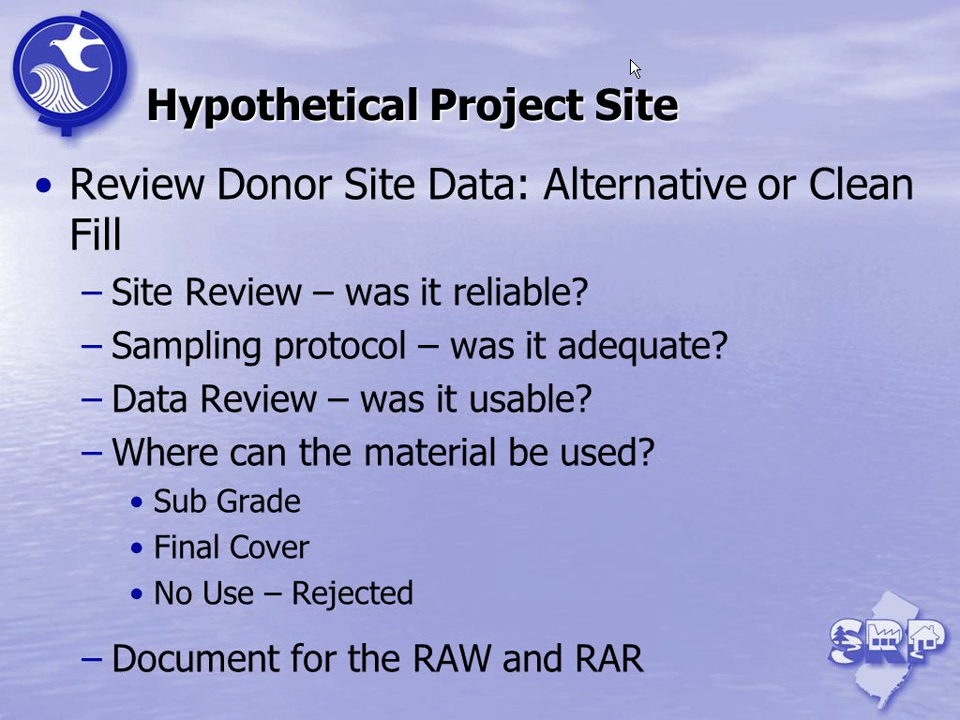 Hypothetical Project Site
• Review Donor Site Data: Alternative or Clean
Fill
– Site Review – was it reliable?
– Sampling protocol – was it adequate?
– Data Review – was it usable?
– Where can the material be used?
• Sub Grade
• Final Cover
• No Use – Rejected
– Document for the RAW and RAR
SRP